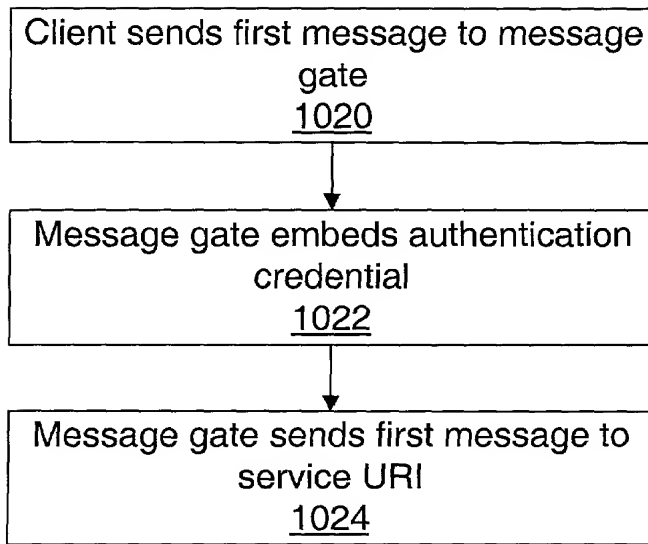 Client sends first message to message
gate
1020
Message gate embeds authentication
credential
1022
Message gate sends first message to
service URI
1024